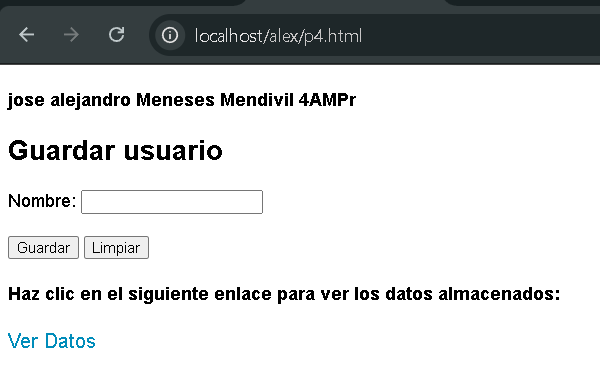 localhost/alex/p4.html
jose alejandro Meneses Mendivil 4AMPr
Guardar usuario
Nombre:
Guardar Limpiar
Haz clic en el siguiente enlace para ver los datos almacenados:
Ver Datos